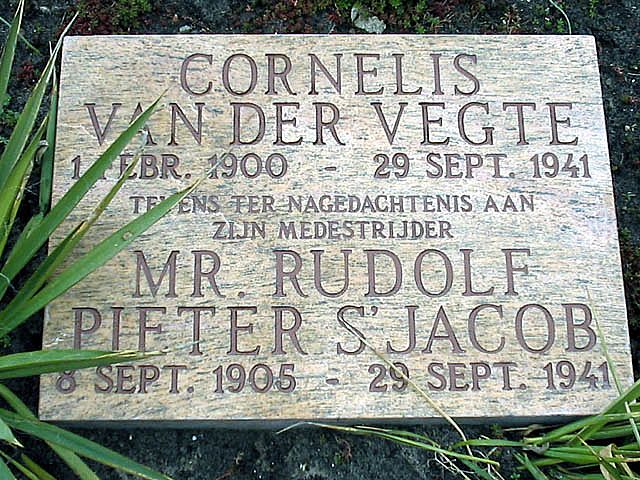 CORNELIS
VAN DER VEGTE
1 FEBR. 1900 - 29 SEPT. 1941
TEVENS TER NAGEDACHTENIS AAN
ZIJN MEDESTRIJDER
MR. RUDOLF
PIETER S'JACOB
8 SEPT. 1905 - 29 SEPT. 1941